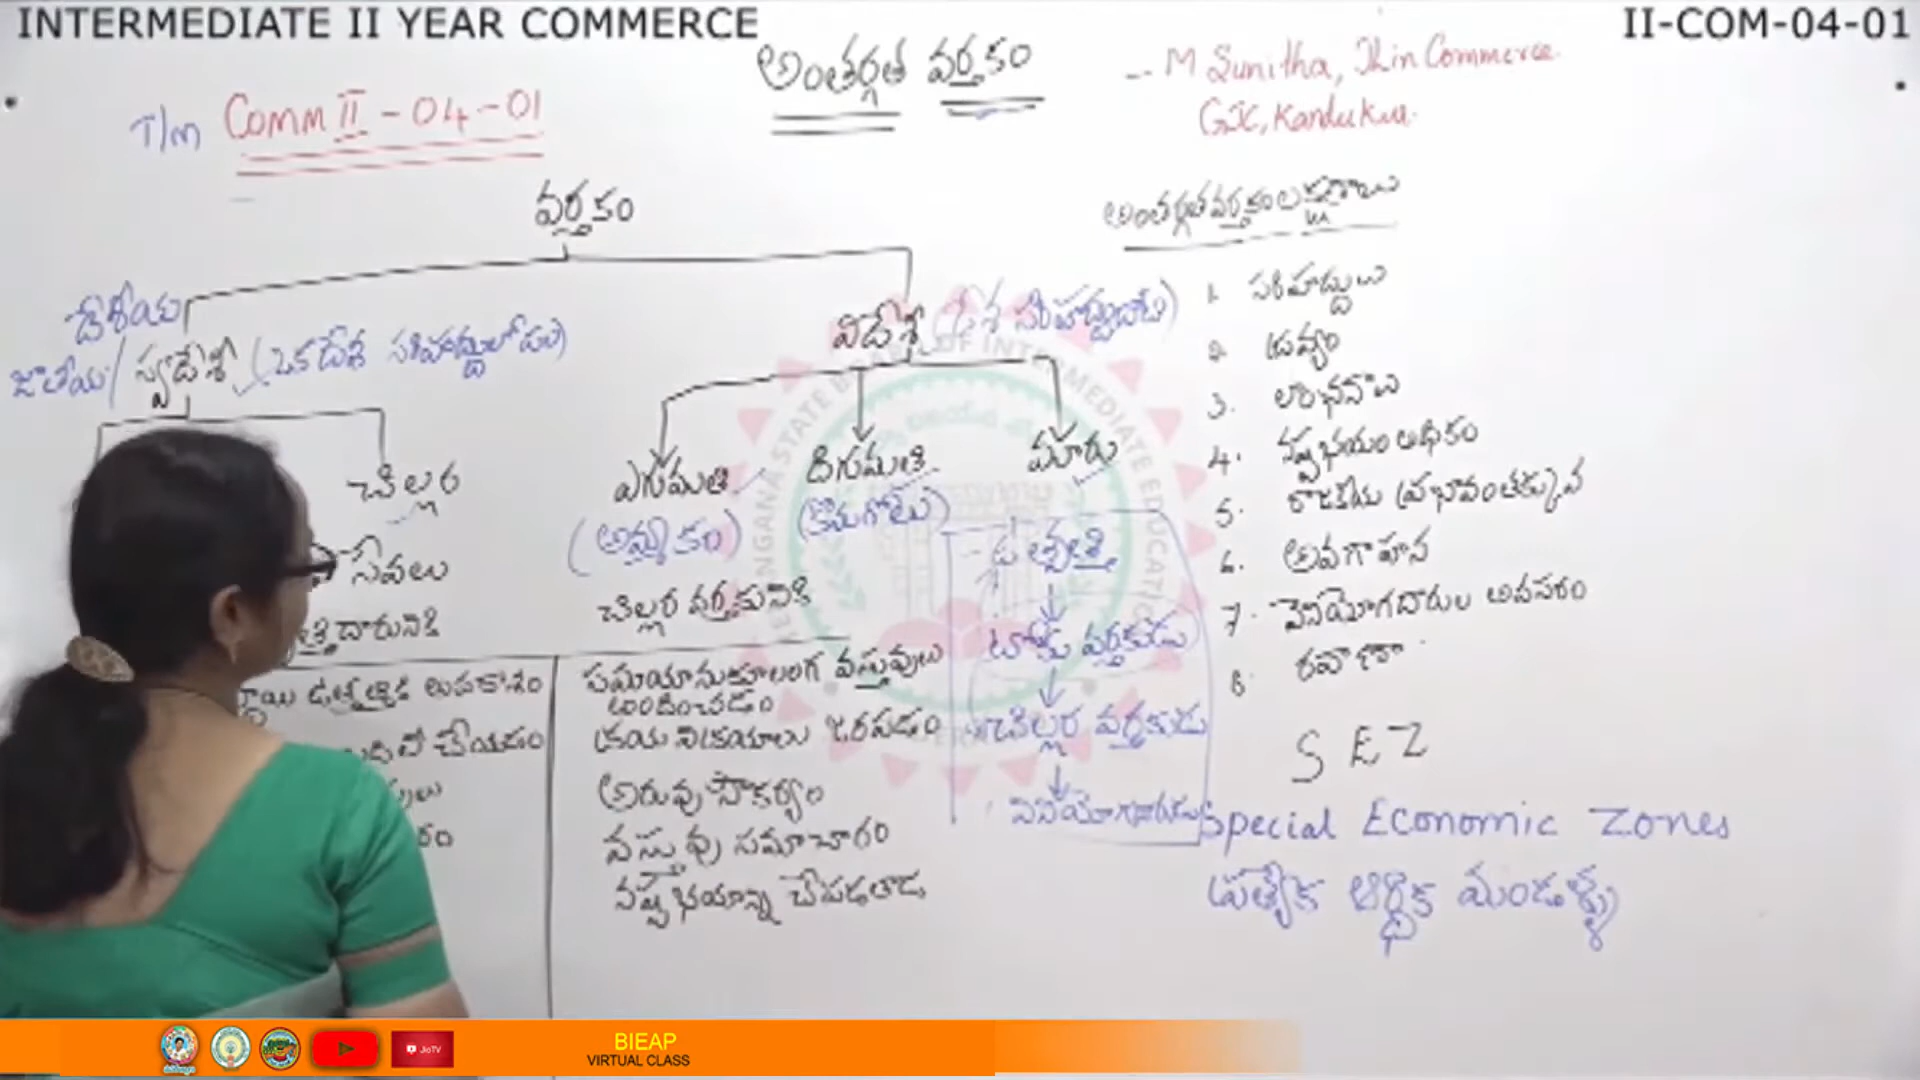 INTERMEDIATE II YEAR COMMERCE
II-COM-04-01
అంతర్గత వర్తకం
M Sunitha, JL in Commerce
GJC, Kandukur.
T/m Comm II - 04 - 01
వర్తకం
దేశీయ
జాతీయ / స్వదేశీ (ఒకదేశ సరిహద్దులోపల)
విదేశీ (దేశ సరిహద్దుదాటి)
చిల్లర
ఎగుమతి
దిగుమతి
మారు
(అమ్మకం)
(కొనుగోలు)
సేవలు
చిల్లర వర్తకునికి
సమయానుకూలంగ వస్తువులు
అందించడం
క్రయ విక్రయాలు జరపడం
అరువు సౌకర్యం
వస్తువు సమాచారం
నష్ట భయాన్ని చేపడతాడు
ఉత్పత్తి
టోకు వర్తకుడు
చిల్లర వర్తకుడు
వినియోగదారుడు
అంతర్గత వర్తకం లక్షణాలు
1. సరిహద్దులు
2. ద్రవ్యం
3. లాంఛనాలు
4. నష్టభయం అధికం
5. రాజకీయ ప్రభావం తక్కువ
6. అవగాహన
7. వినియోగదారుల అవసరం
8. రవాణా
S E Z
Special Economic Zones
ప్రత్యేక ఆర్థిక మండళ్ళు
JioTV
BIEAP
VIRTUAL CLASS